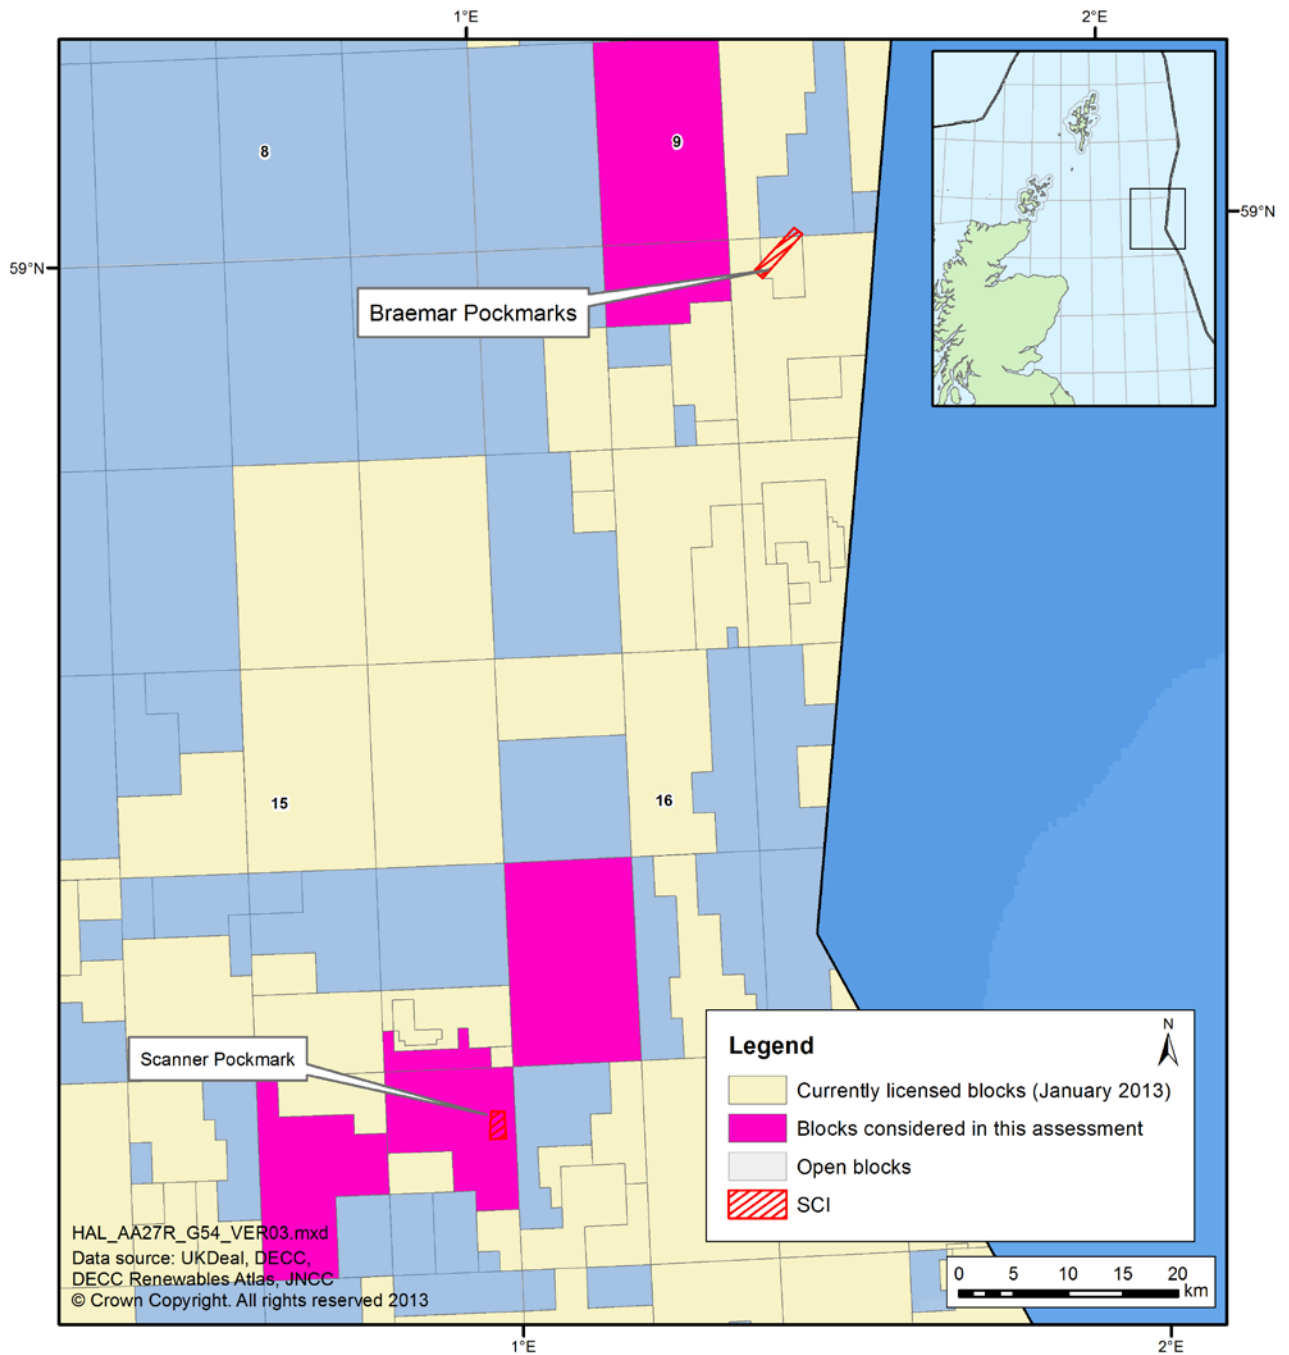 1°E
2°E
8
9
59°N
59°N
Braemar Pockmarks
15
16
Scanner Pockmark
Legend
N
Currently licensed blocks (January 2013)
Blocks considered in this assessment
Open blocks
SCI
HAL_AA27R_G54_VER03.mxd
Data source: UKDeal, DECC,
DECC Renewables Atlas, JNCC
© Crown Copyright. All rights reserved 2013
0 5 10 15 20
km
1°E
2°E